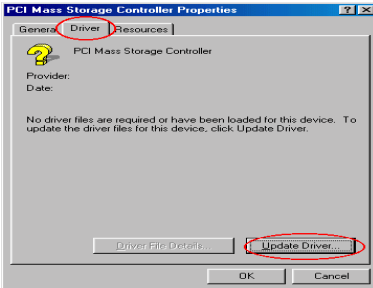 PCI Mass Storage Controller Properties
General Driver Resources
PCI Mass Storage Controller
Provider:
Date:
No driver files are required or have been loaded for this device. To
update the driver files for this device, click Update Driver.
Driver File Details... Update Driver...
OK Cancel